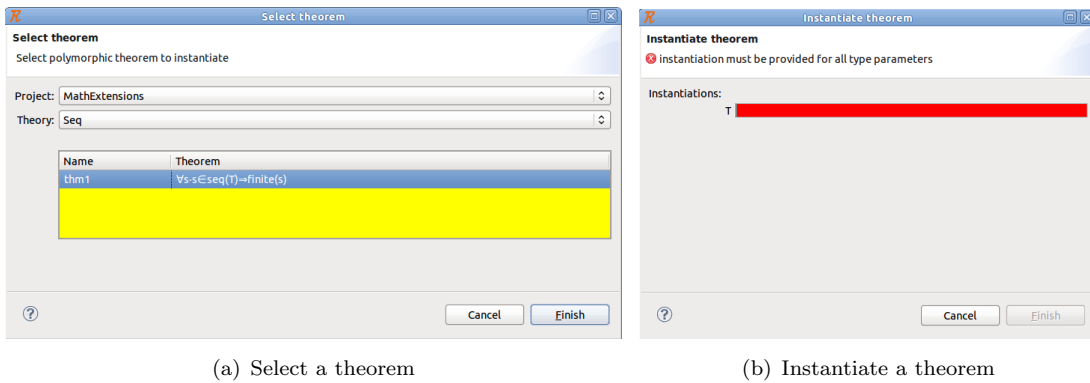 Select theorem
Select theorem
Select polymorphic theorem to instantiate
Project: MathExtensions
Theory: Seq
Name Theorem
thm1 ∀s·s∈seq(T)⇒finite(s)
Cancel Finish
(a) Select a theorem
Instantiate theorem
Instantiate theorem
instantiation must be provided for all type parameters
Instantiations:
T
Cancel Finish
(b) Instantiate a theorem